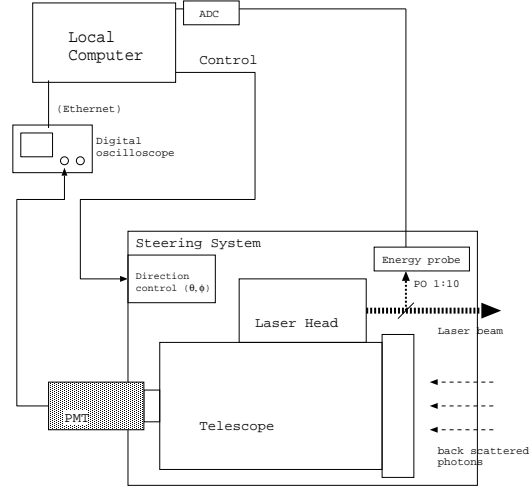 ADC
Local
Computer
Control
(Ethernet)
Digital
oscilloscope
Steering System
Energy probe
Direction
control (θ,ϕ)
PO 1:10
Laser Head
Laser beam
PMT
Telescope
back scattered
photons